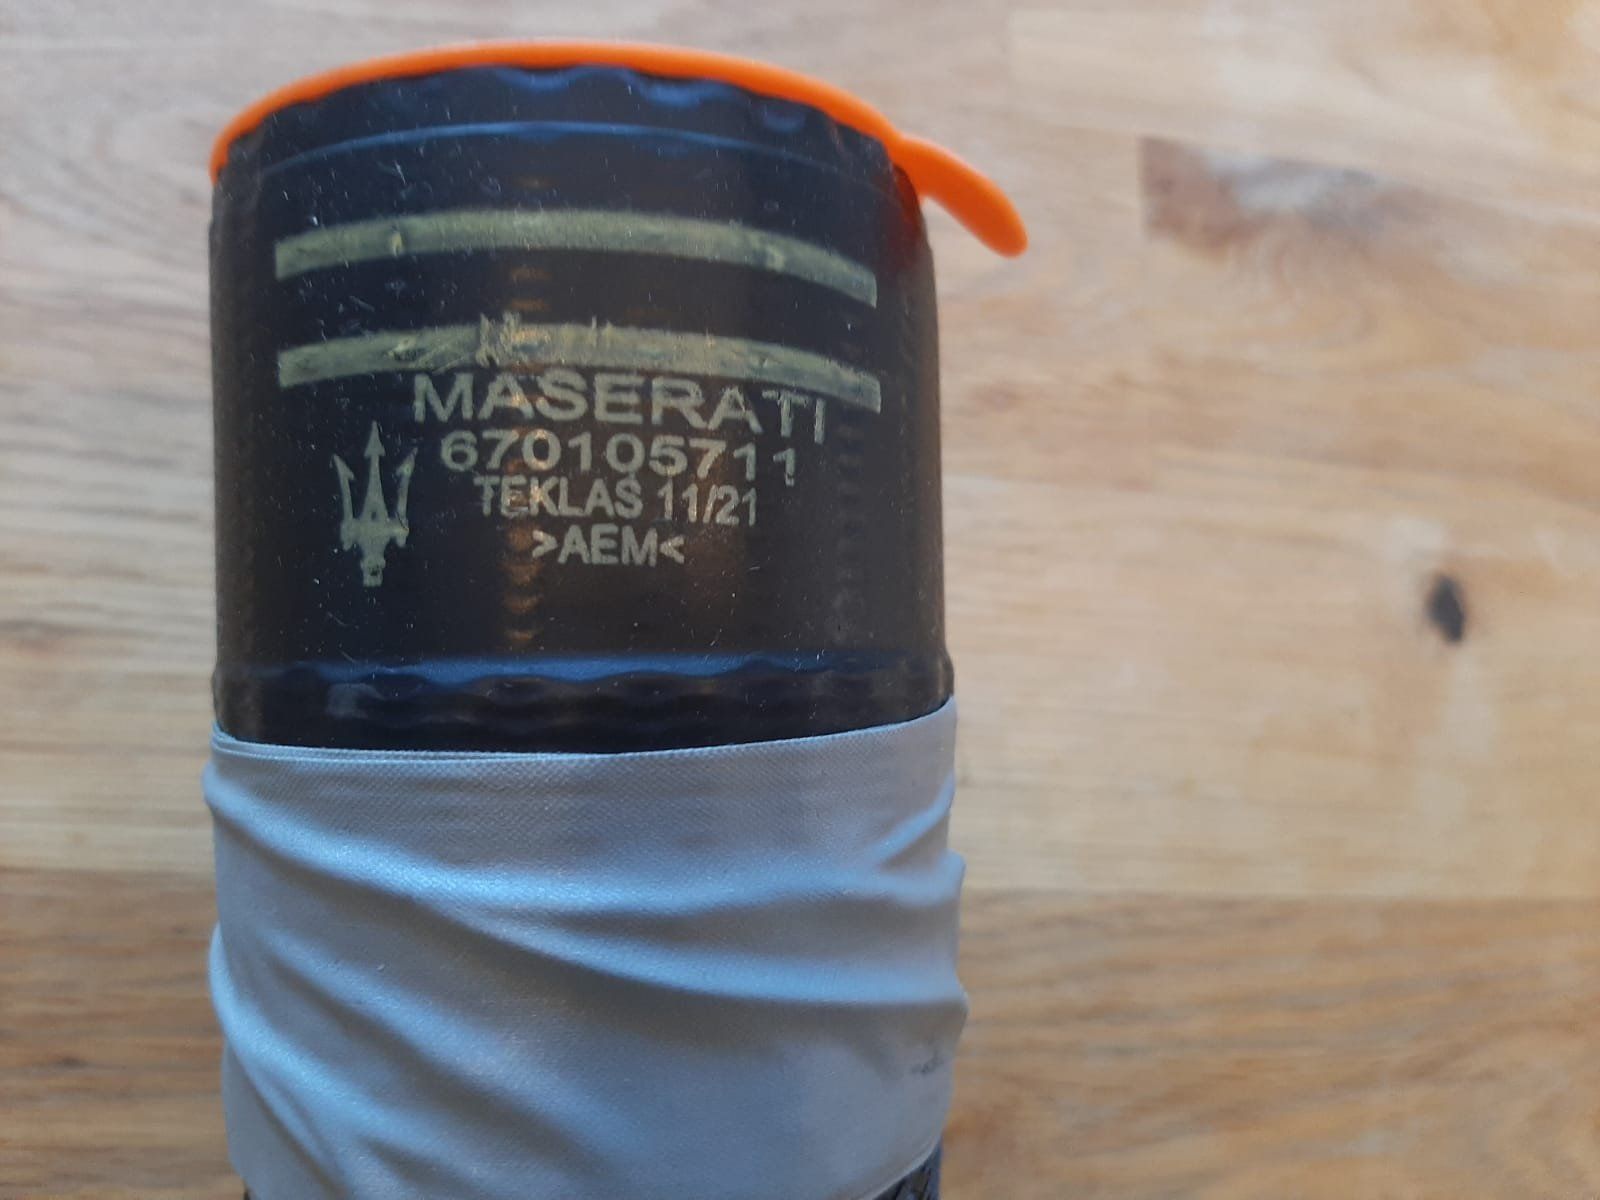 MASERATI
670105711
TEKLAS 11/21
>AEM<